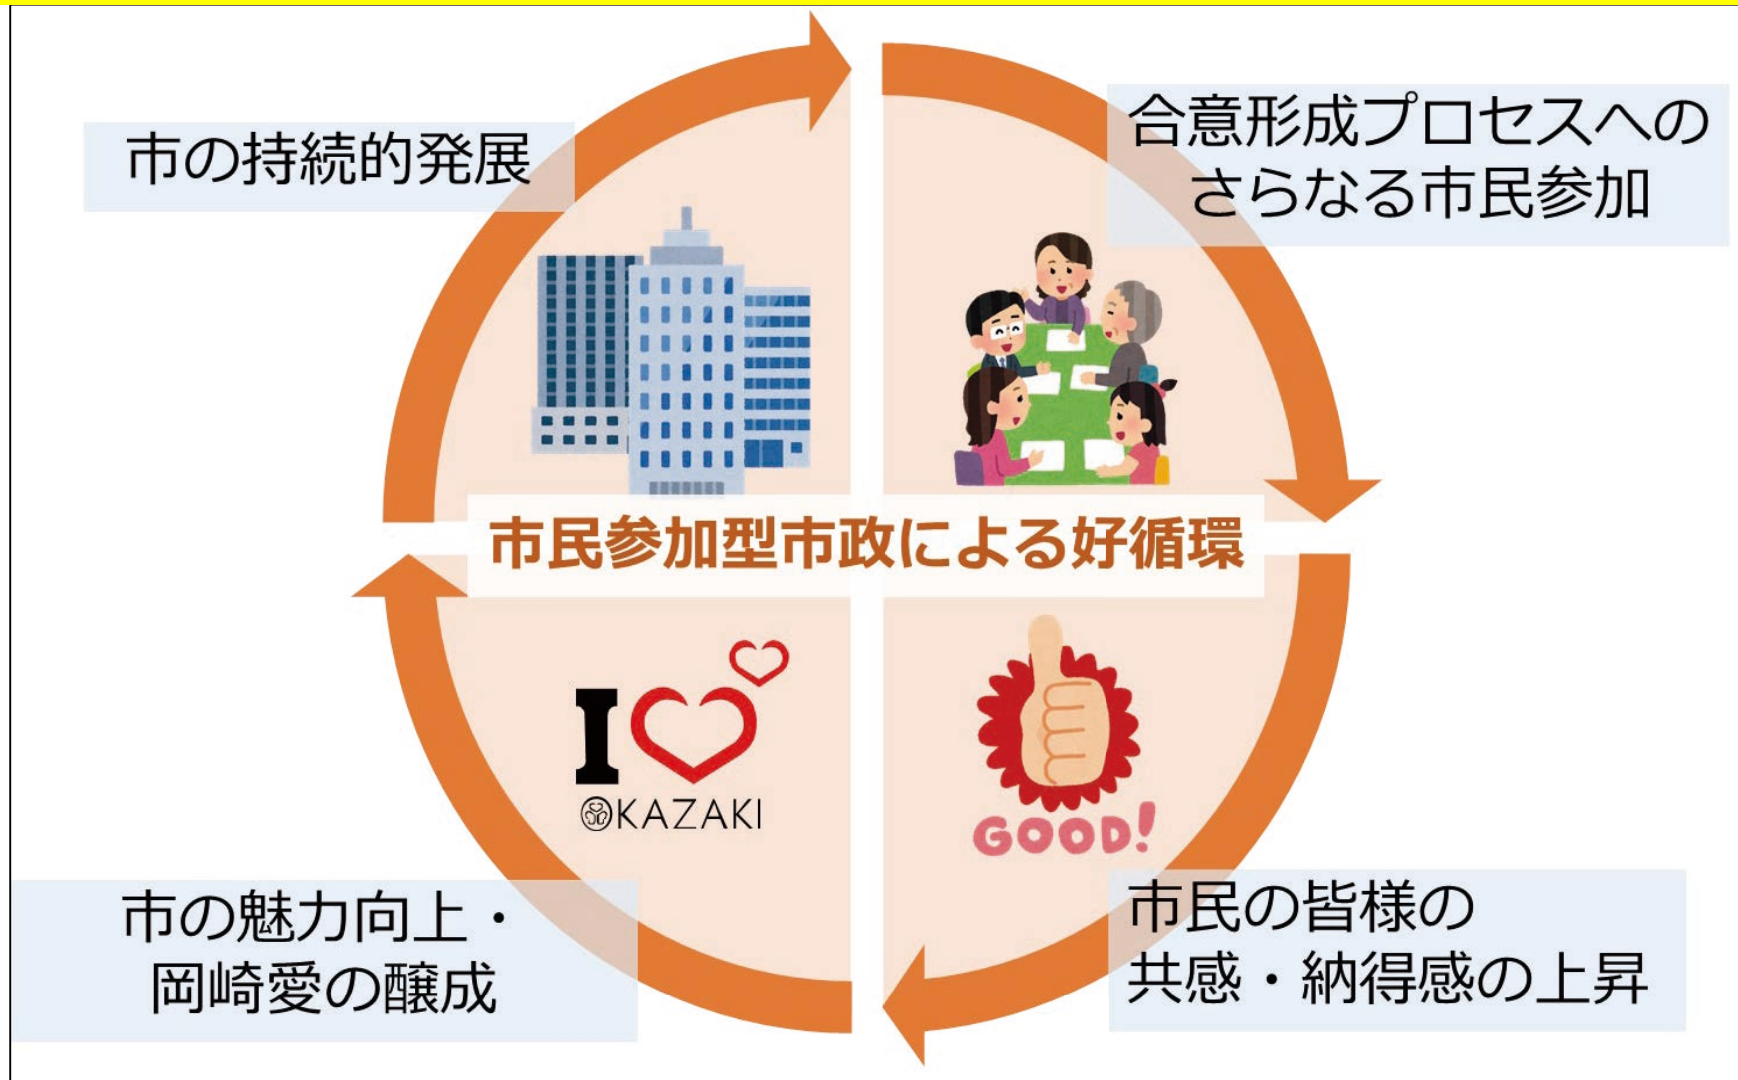 市の持続的発展
合意形成プロセスへの
さらなる市民参加
市民参加型市政による好循環
I
OKAZAKI
GOOD!
市の魅力向上・
岡崎愛の醸成
市民の皆様の
共感・納得感の上昇